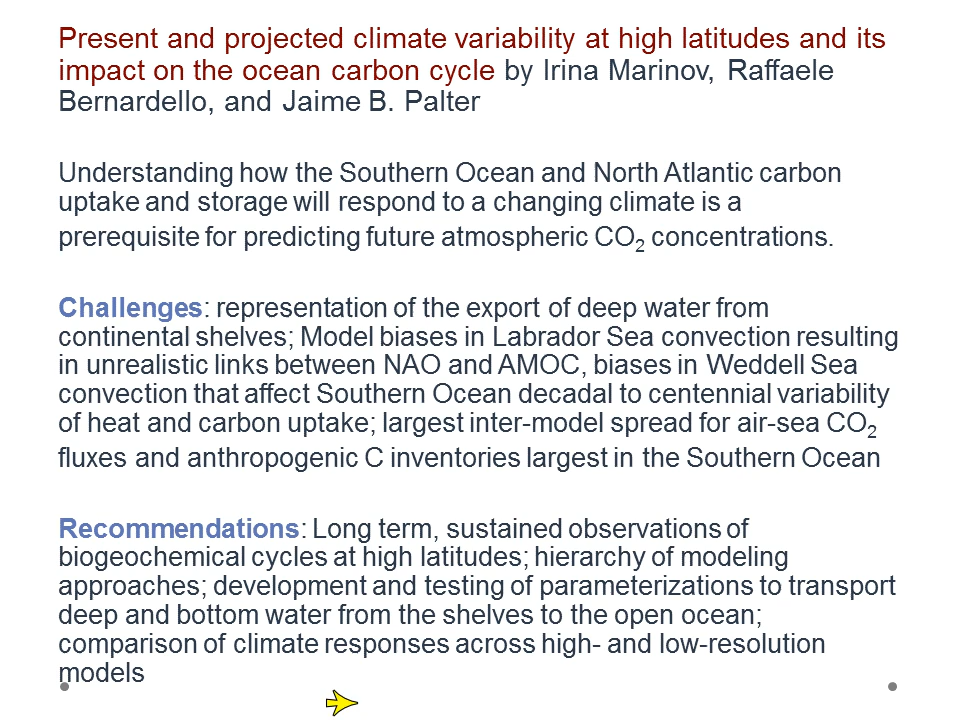 Present and projected climate variability at high latitudes and its
impact on the ocean carbon cycle by Irina Marinov, Raffaele
Bernardello, and Jaime B. Palter
Understanding how the Southern Ocean and North Atlantic carbon
uptake and storage will respond to a changing climate is a
prerequisite for predicting future atmospheric CO₂ concentrations.
Challenges: representation of the export of deep water from
continental shelves; Model biases in Labrador Sea convection resulting
in unrealistic links between NAO and AMOC, biases in Weddell Sea
convection that affect Southern Ocean decadal to centennial variability
of heat and carbon uptake; largest inter-model spread for air-sea CO₂
fluxes and anthropogenic C inventories largest in the Southern Ocean
Recommendations: Long term, sustained observations of
biogeochemical cycles at high latitudes; hierarchy of modeling
approaches; development and testing of parameterizations to transport
deep and bottom water from the shelves to the open ocean;
comparison of climate responses across high- and low-resolution
models